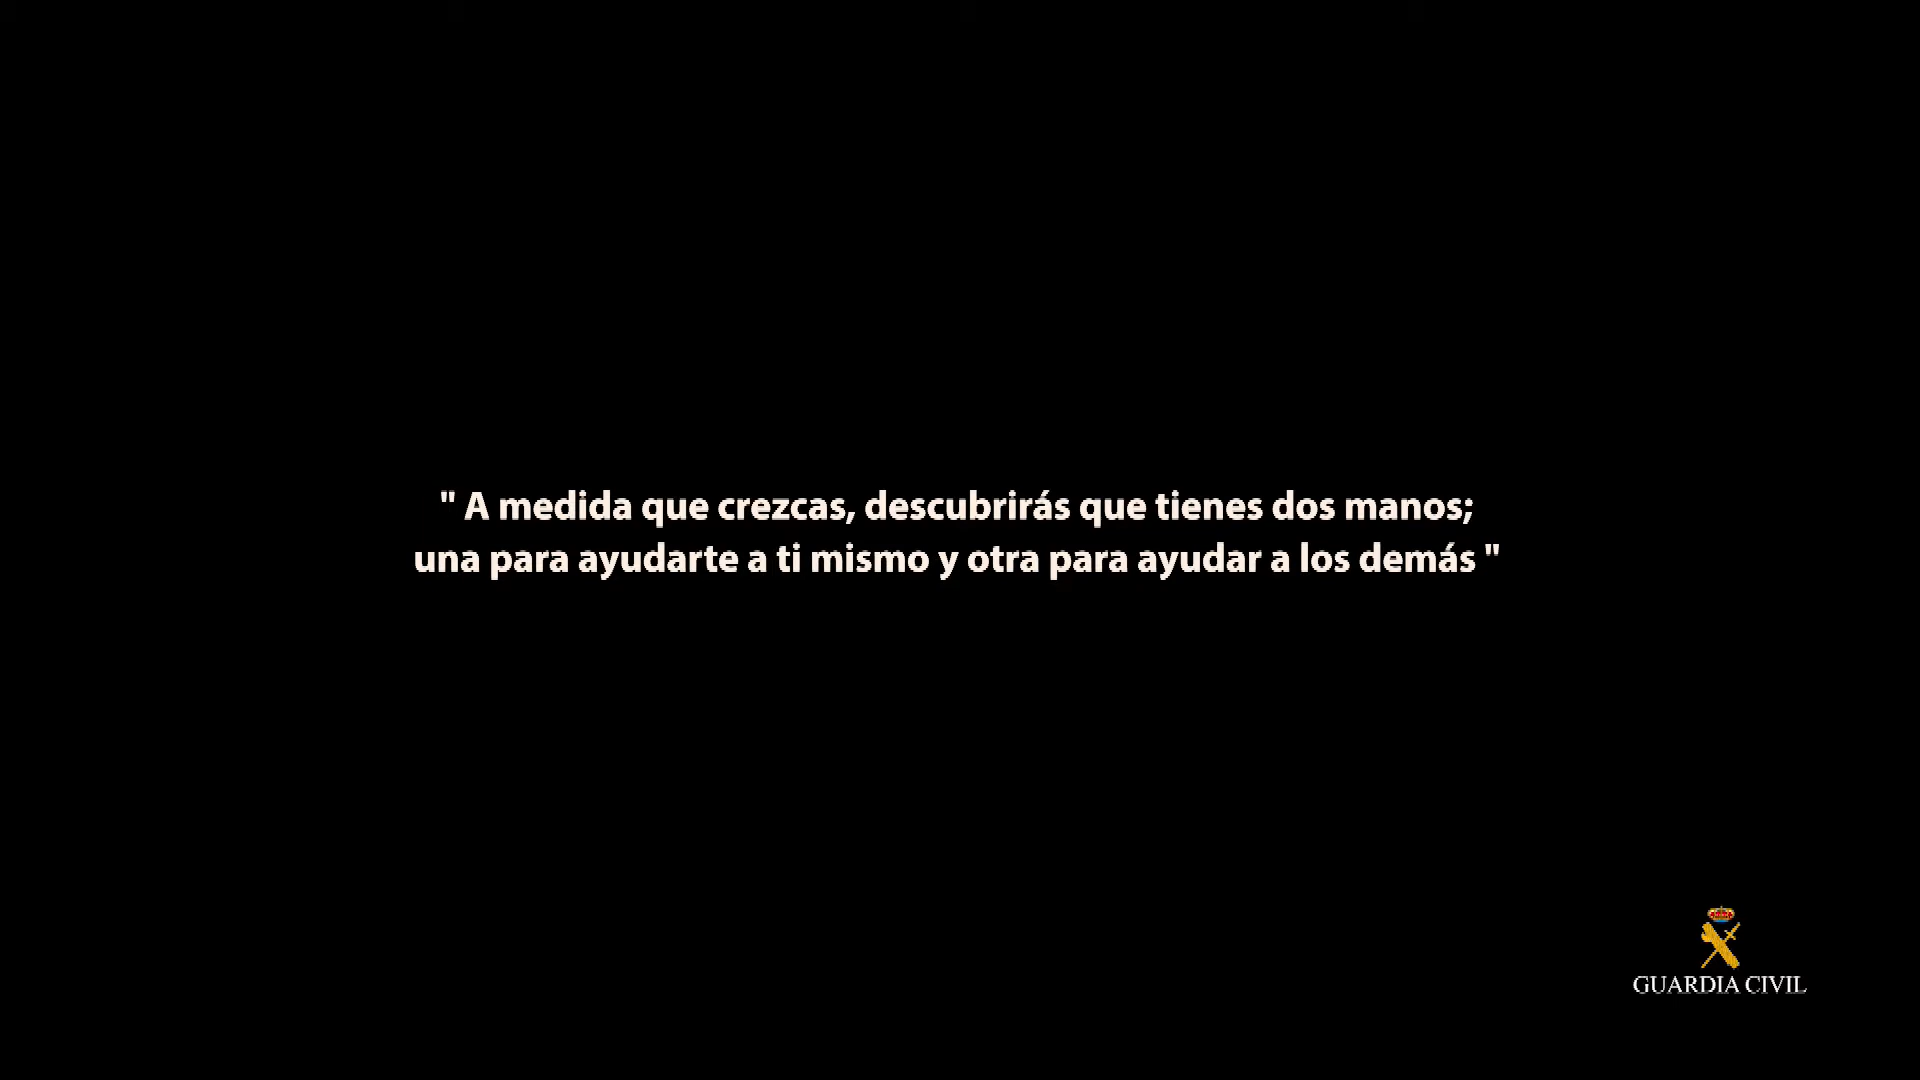 " A medida que crezcas, descubrirás que tienes dos manos;
una para ayudarte a ti mismo y otra para ayudar a los demás "
GUARDIA CIVIL